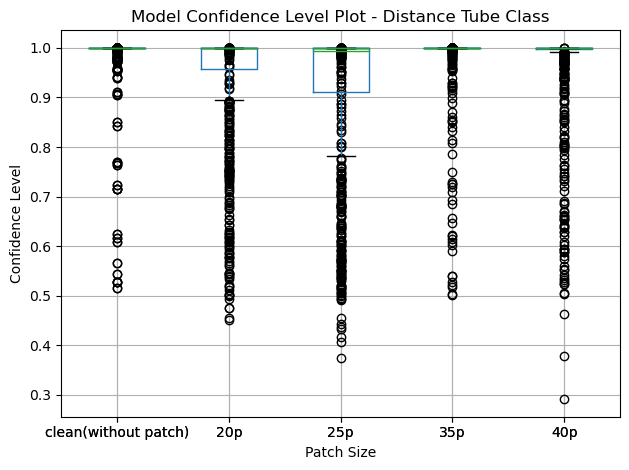 Model Confidence Level Plot - Distance Tube Class
1.0
0.9
0.8
0.7
0.6
0.5
0.4
0.3
Confidence Level
clean(without patch) 20p 25p 35p 40p
Patch Size